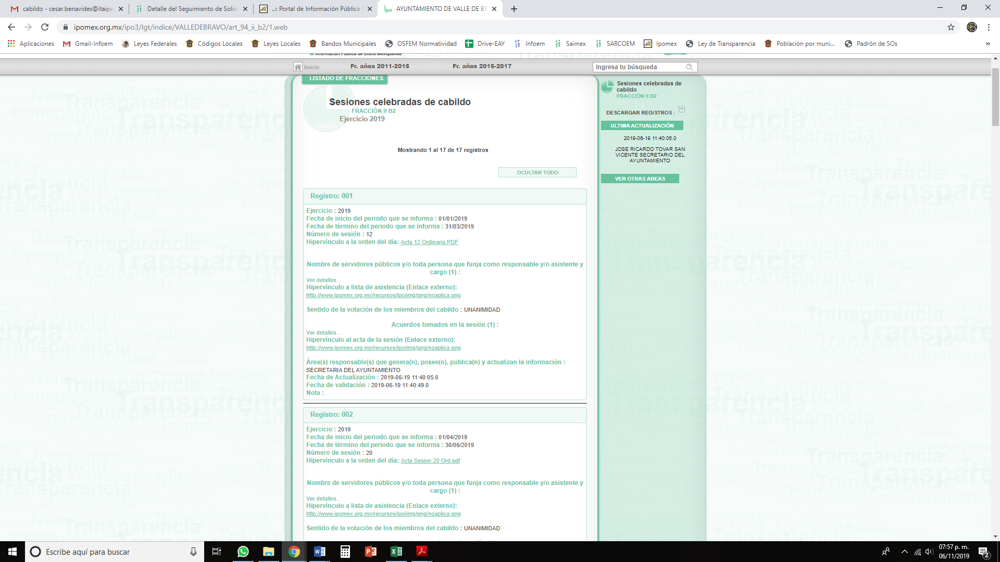 cabildo - cesar.benavides@itaipe
Detalle del Seguimiento de Solici
..:: Portal de Información Pública
AYUNTAMIENTO DE VALLE DE BR
ipomex.org.mx/ipo3/lgt/indice/VALLEDEBRAVO/art_94_ii_b2/1.web
Aplicaciones
Gmail-Infoem
Leyes Federales
Códigos Locales
Leyes Locales
Bandos Municipales
OSFEM Normatividad
Drive-EAY
Infoem
Saimex
SARCOEM
Ipomex
Ley de Transparencia
Población por muni...
Padrón de SOs
»
Información Pública de Oficio Mexiquense
Inicio
Fr. años 2011-2015
Fr. años 2015-2017
Ingresa tu búsqueda
LISTADO DE FRACCIONES
Sesiones celebradas de cabildo
FRACCIÓN II B2
Ejercicio 2019
Mostrando 1 al 17 de 17 registros
OCULTAR TODO
Registro: 001
Ejercicio : 2019
Fecha de inicio del periodo que se informa : 01/01/2019
Fecha de término del periodo que se informa : 31/03/2019
Número de sesión : 12
Hipervínculo a la orden del día: Acta 12 Ordinaria.PDF
Nombre de servidores públicos y/o toda persona que funja como responsable y/o asistente y
cargo (1) :
Ver detalles...
Hipervínculo a lista de asistencia (Enlace externo):
http://www.ipomex.org.mx/recursos/ipo/img/png/noaplica.png
Sentido de la votación de los miembros del cabildo : UNANIMIDAD
Acuerdos tomados en la sesión (1) :
Ver detalles...
Hipervínculo al acta de la sesión (Enlace externo):
http://www.ipomex.org.mx/recursos/ipo/img/png/noaplica.png
Área(s) responsable(s) que genera(n), posee(n), publica(n) y actualizan la información :
SECRETARIA DEL AYUNTAMIENTO
Fecha de Actualización : 2019-06-19 11:40:05.0
Fecha de validación : 2019-06-19 11:40:49.0
Nota :
Registro: 002
Ejercicio : 2019
Fecha de inicio del periodo que se informa : 01/04/2019
Fecha de término del periodo que se informa : 30/06/2019
Número de sesión : 20
Hipervínculo a la orden del día: Acta Sesion 20 Ord.pdf
Nombre de servidores públicos y/o toda persona que funja como responsable y/o asistente y
cargo (1) :
Ver detalles...
Hipervínculo a lista de asistencia (Enlace externo):
http://www.ipomex.org.mx/recursos/ipo/img/png/noaplica.png
Sentido de la votación de los miembros del cabildo : UNANIMIDAD
Sesiones celebradas de
cabildo
FRACCIÓN II B2
DESCARGAR REGISTROS :
ULTIMA ACTUALIZACIÓN
2019-06-19 11:40:05.0
JOSE RICARDO TOVAR SAN
VICENTE SECRETARIO DEL
AYUNTAMIENTO
VER OTRAS AREAS
Escribe aquí para buscar
07:57 p. m.
06/11/2019
2